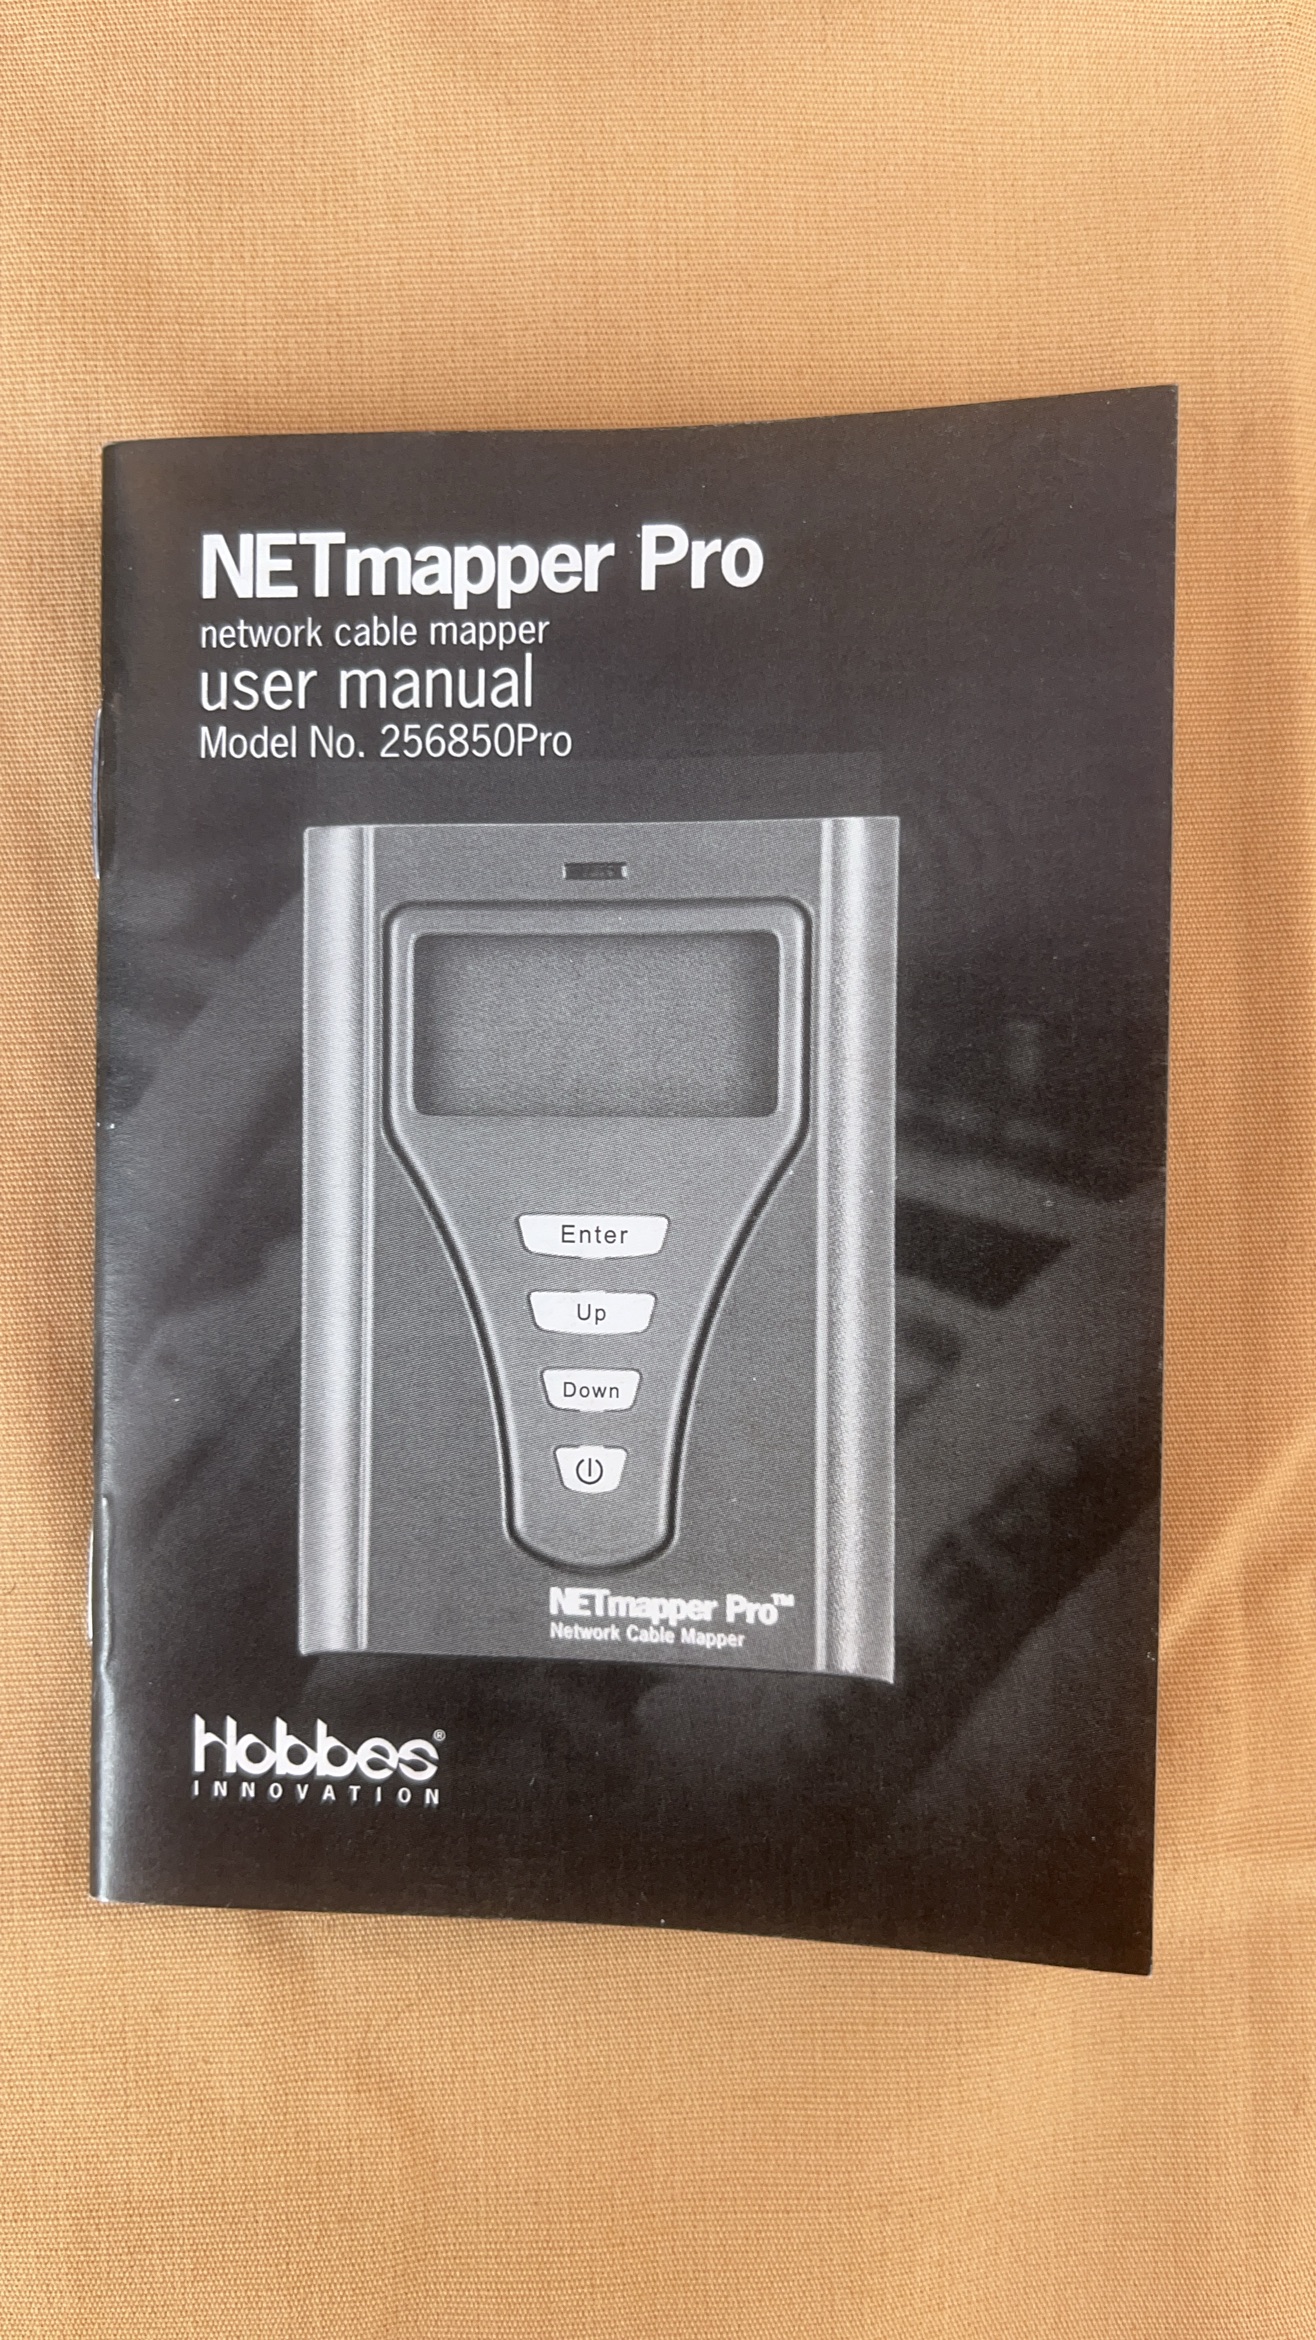 NETmapper Pro
network cable mapper
user manual
Model No. 256850Pro
Enter
Up
Down
NETmapper Pro™
Network Cable Mapper
Hobbes®
INNOVATION